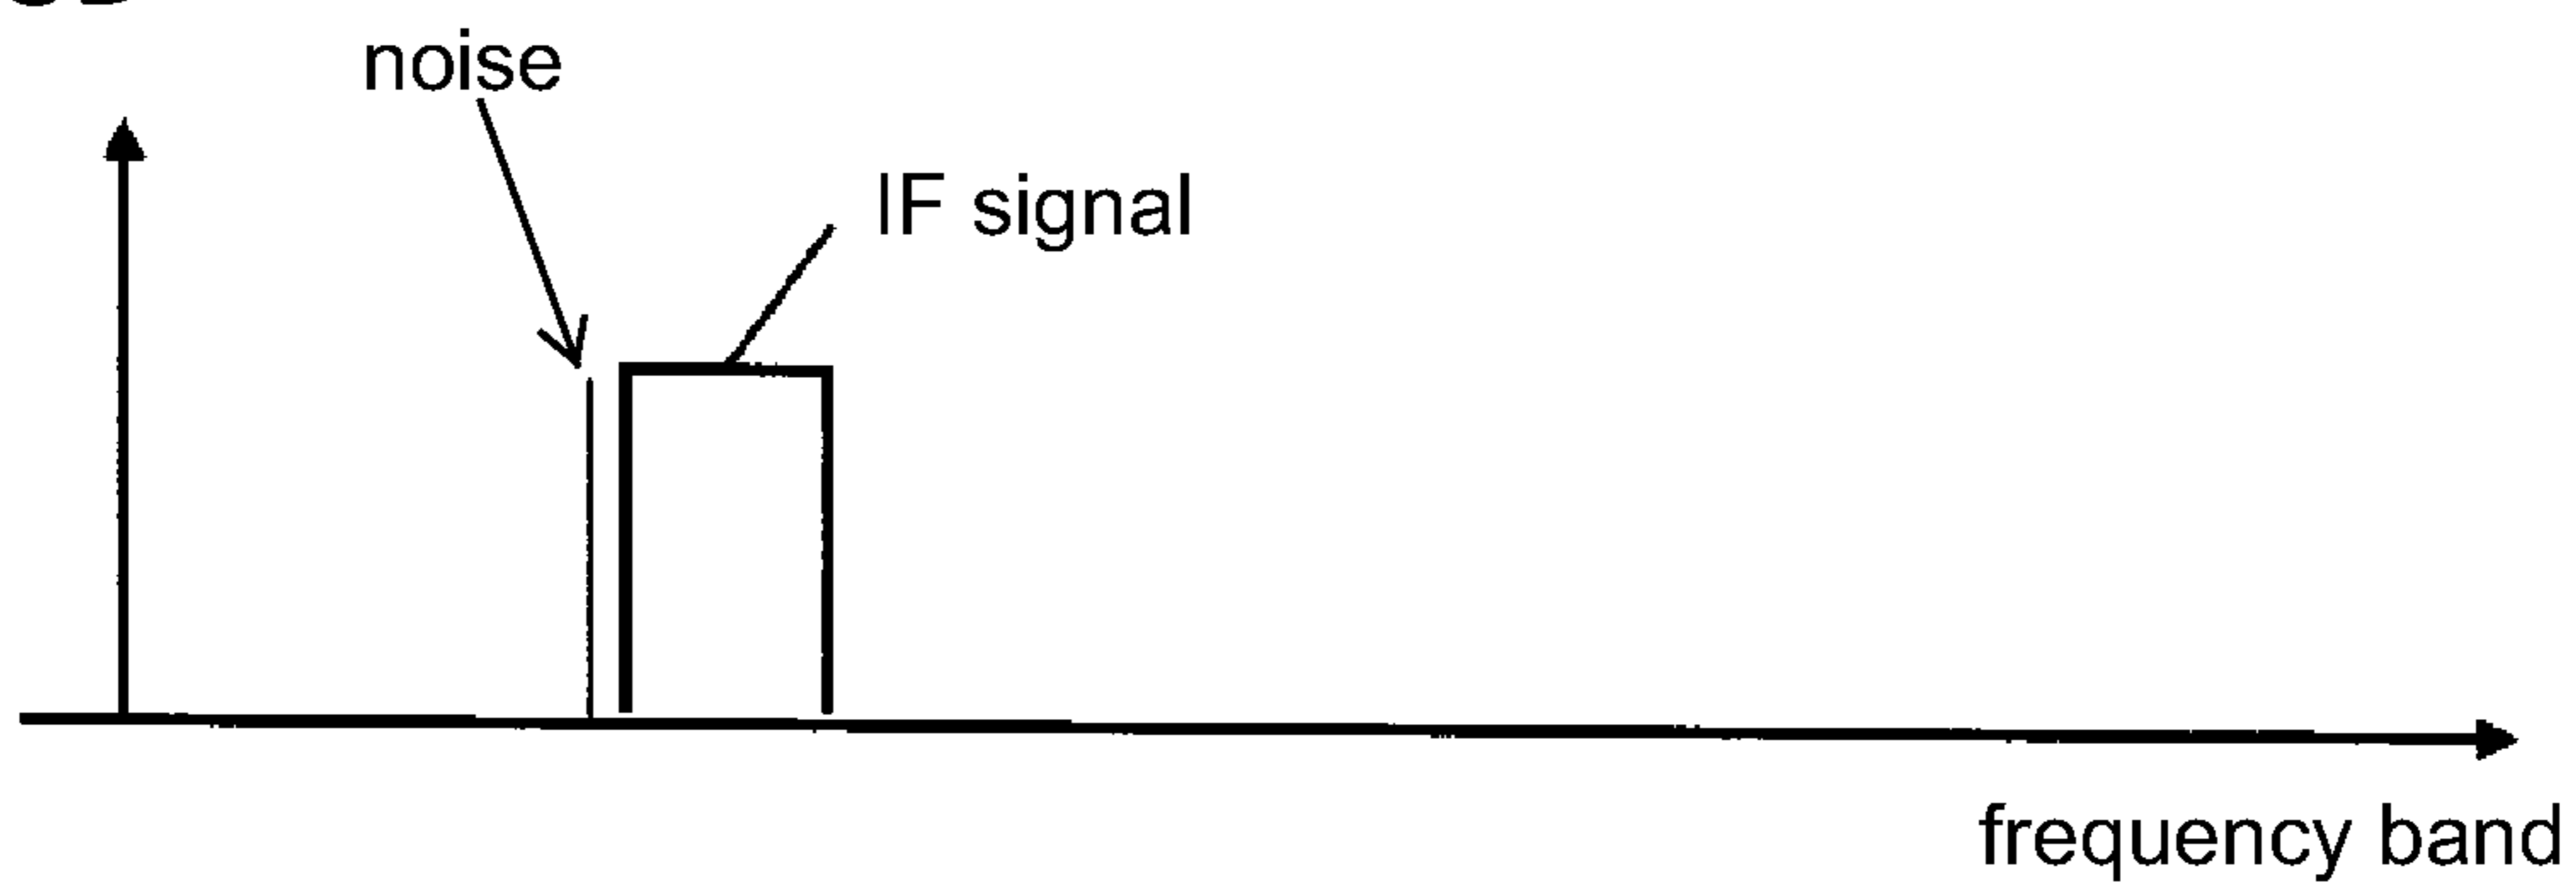 noise
IF signal
frequency band